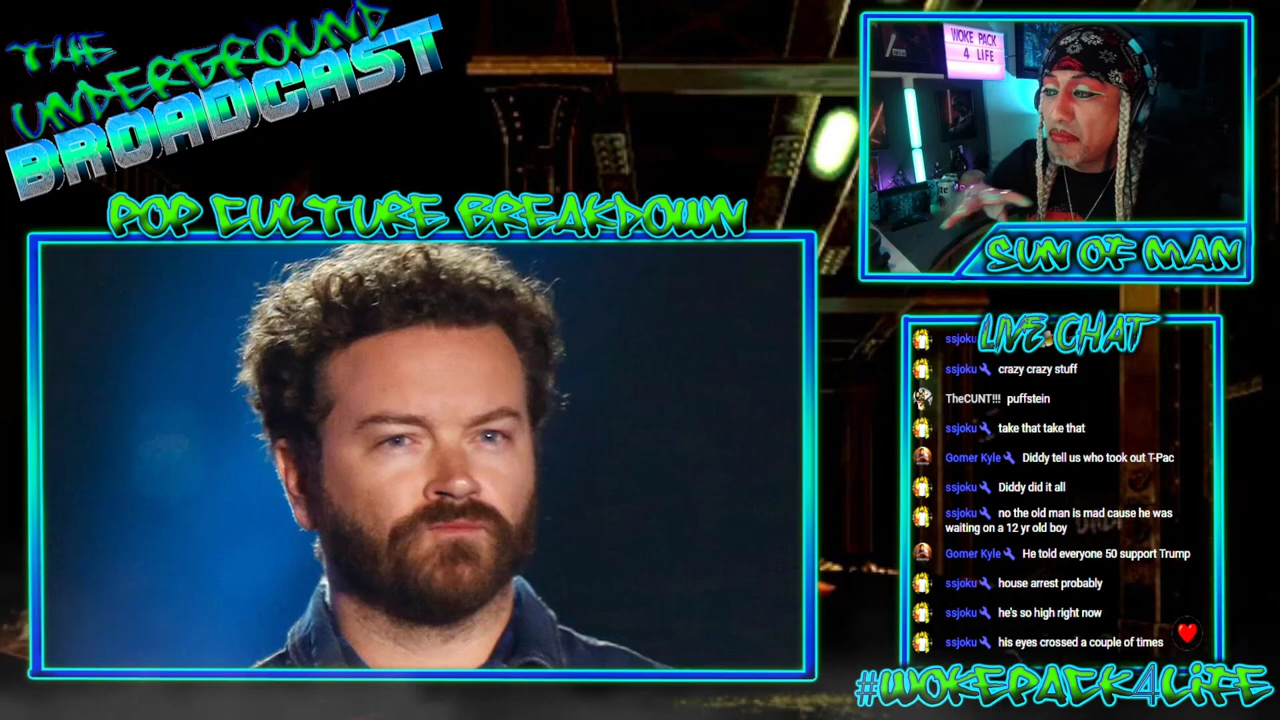 THE
UNDERGROUND
BROADCAST
POP CULTURE BREAKDOWN
WOKE PACK
4 LIFE
SUN OF MAN
LIVE CHAT
ssjoku
ssjoku crazy crazy stuff
TheCUNT!!! puffstein
ssjoku take that take that
Gomer Kyle Diddy tell us who took out T-Pac
ssjoku Diddy did it all
ssjoku no the old man is mad cause he was
waiting on a 12 yr old boy
Gomer Kyle He told everyone 50 support Trump
ssjoku house arrest probably
ssjoku he's so high right now
ssjoku his eyes crossed a couple of times
#WOKEPACK4LIFE